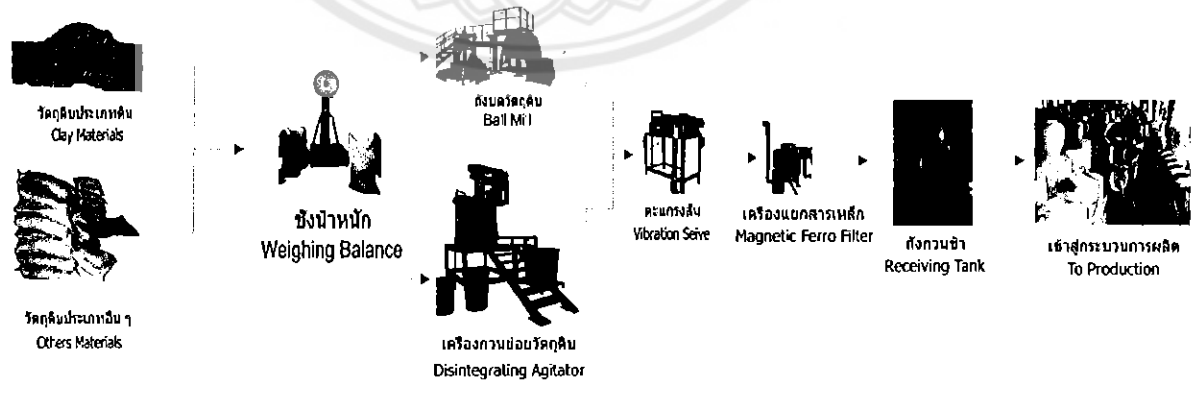 วัตถุดิบประเภทดิน
Clay Materials
วัตถุดิบประเภทอื่น ๆ
Others Materials
ชั่งน้ำหนัก
Weighing Balance
ถังบดวัตถุดิบ
Ball Mill
เครื่องกวนย่อยวัตถุดิบ
Disintegrating Agitator
ตะแกรงสั่น
Vibration Seive
เครื่องแยกสารเหล็ก
Magnetic Ferro Filter
ถังกวนช้า
Receiving Tank
เข้าสู่กระบวนการผลิต
To Production